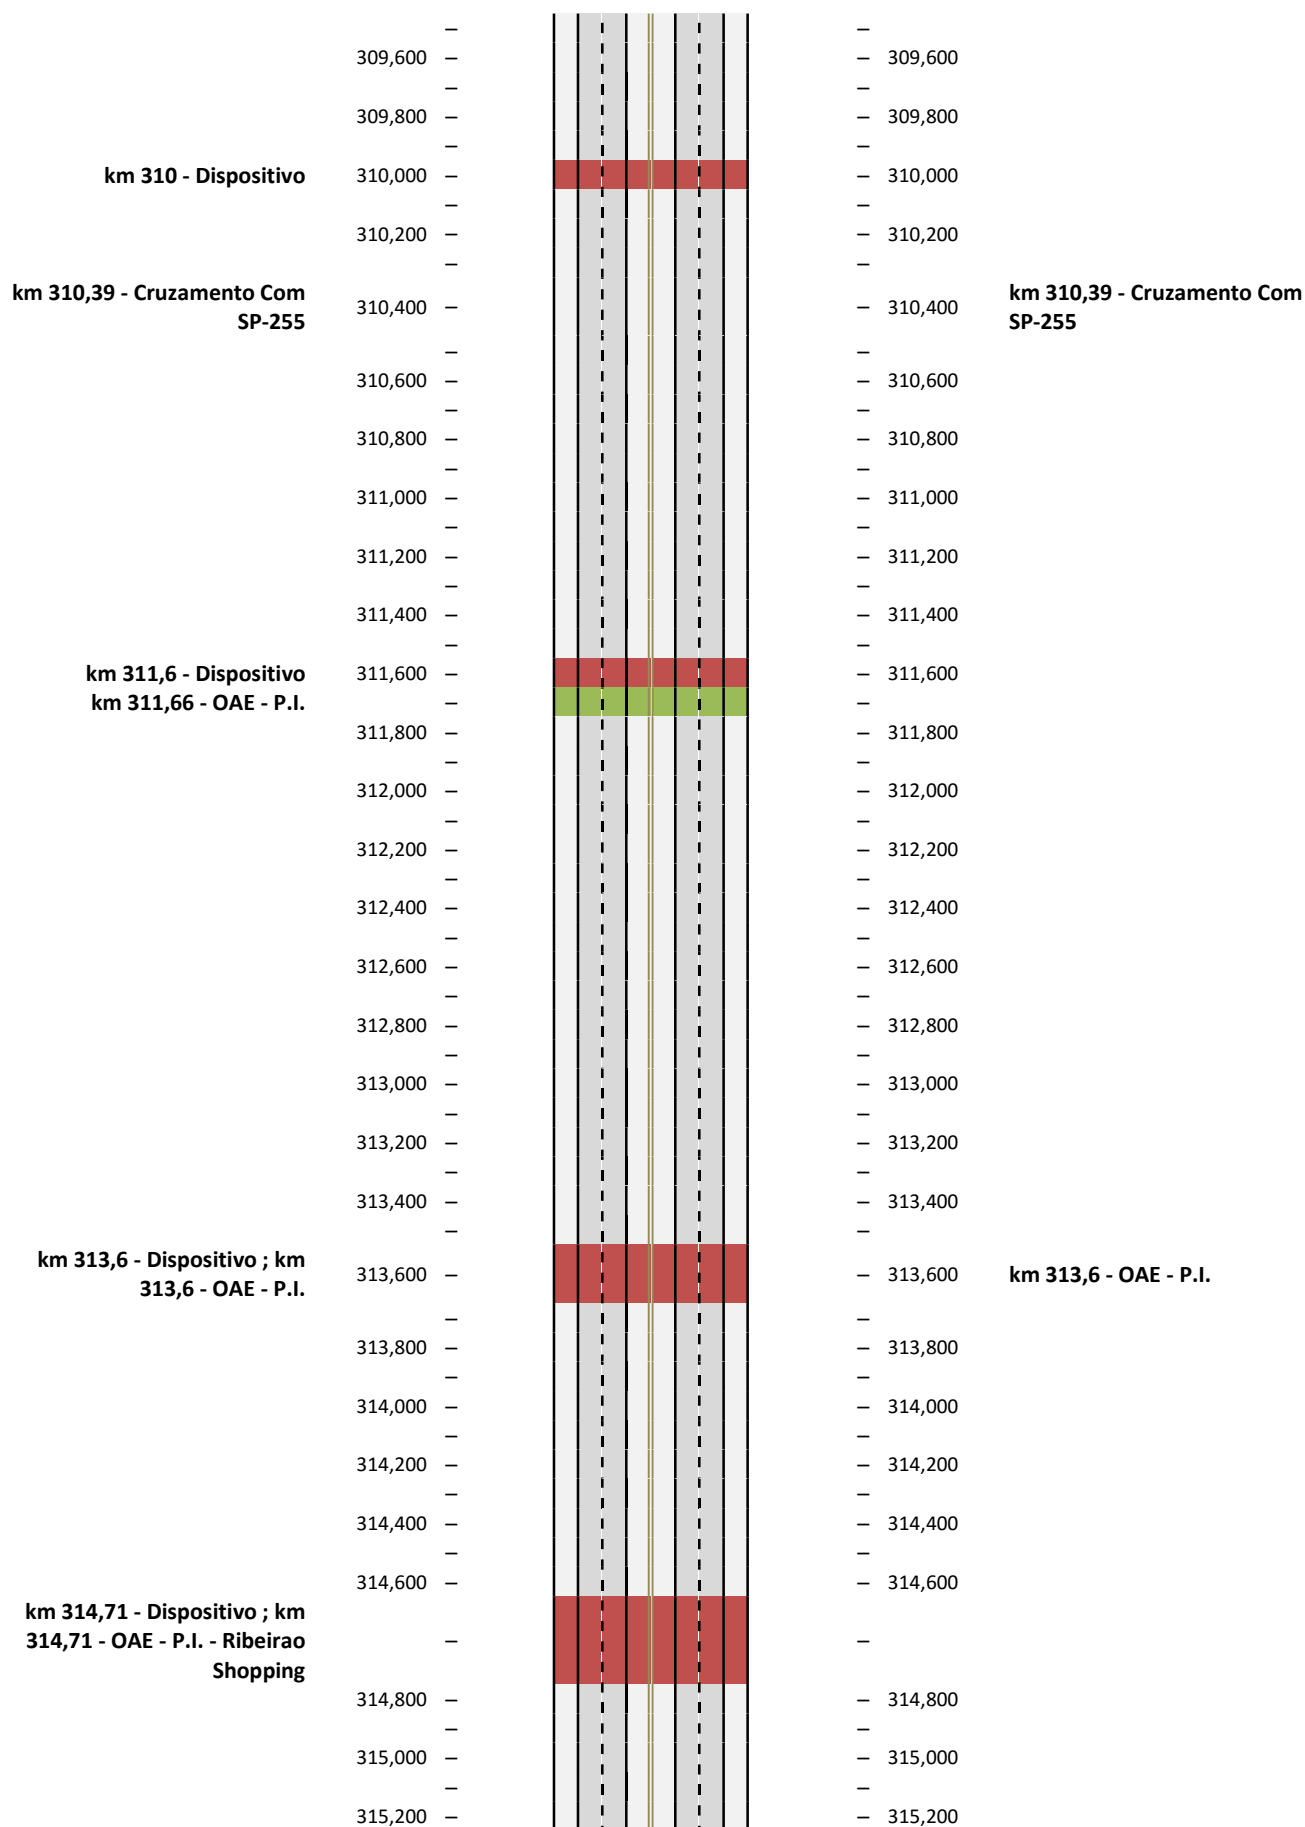 309,600 – – 309,600
309,800 – – 309,800
km 310 - Dispositivo 310,000 – – 310,000
310,200 – – 310,200
km 310,39 - Cruzamento Com
SP-255
310,400 – – 310,400
km 310,39 - Cruzamento Com
SP-255
310,600 – – 310,600
310,800 – – 310,800
311,000 – – 311,000
311,200 – – 311,200
311,400 – – 311,400
km 311,6 - Dispositivo 311,600 – – 311,600
km 311,66 - OAE - P.I.
311,800 – – 311,800
312,000 – – 312,000
312,200 – – 312,200
312,400 – – 312,400
312,600 – – 312,600
312,800 – – 312,800
313,000 – – 313,000
313,200 – – 313,200
313,400 – – 313,400
km 313,6 - Dispositivo ; km
313,6 - OAE - P.I.
313,600 – – 313,600 km 313,6 - OAE - P.I.
313,800 – – 313,800
314,000 – – 314,000
314,200 – – 314,200
314,400 – – 314,400
314,600 – – 314,600
km 314,71 - Dispositivo ; km
314,71 - OAE - P.I. - Ribeirao
Shopping
314,800 – – 314,800
315,000 – – 315,000
315,200 – – 315,200